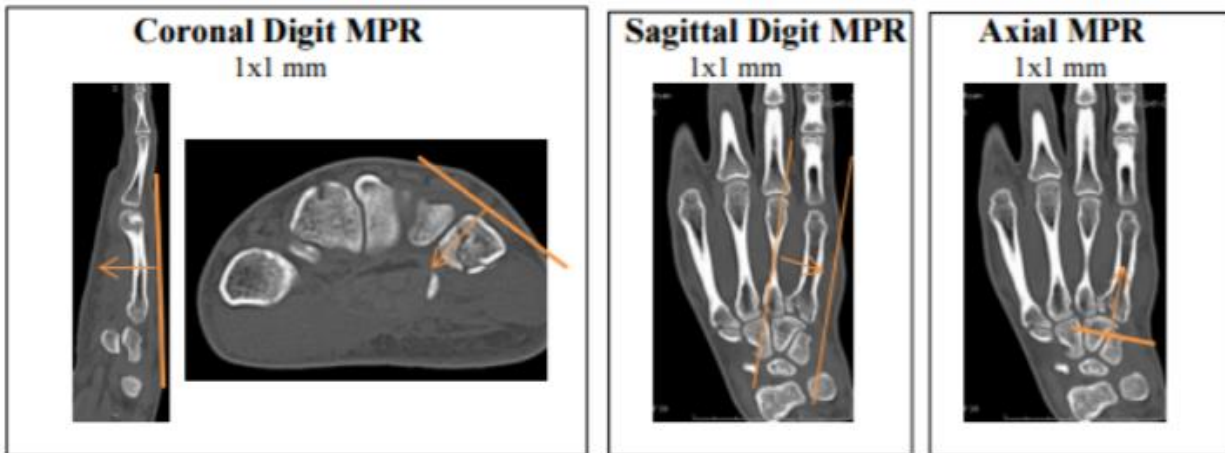 Coronal Digit MPR
1x1 mm
Sagittal Digit MPR
1x1 mm
Axial MPR
1x1 mm